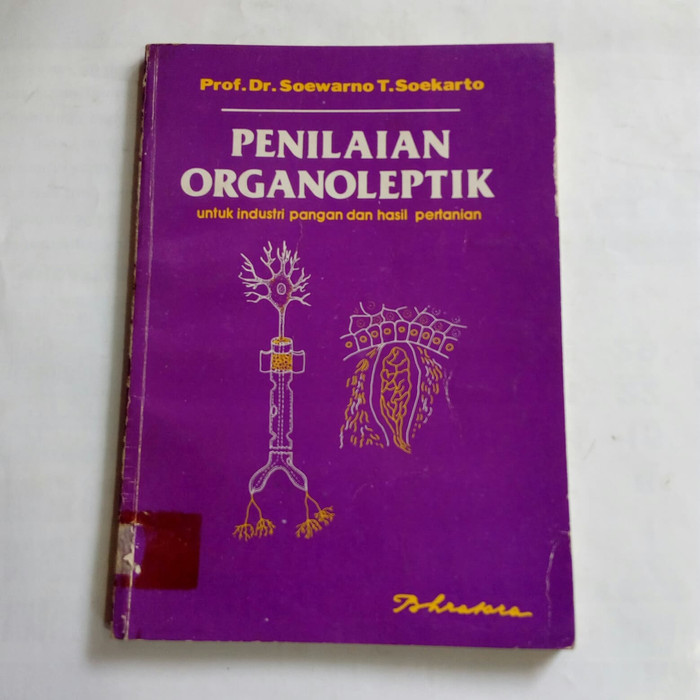 Prof. Dr. Soewarno T. Soekarto
PENILAIAN
ORGANOLEPTIK
untuk industri pangan dan hasil pertanian
Bhratara